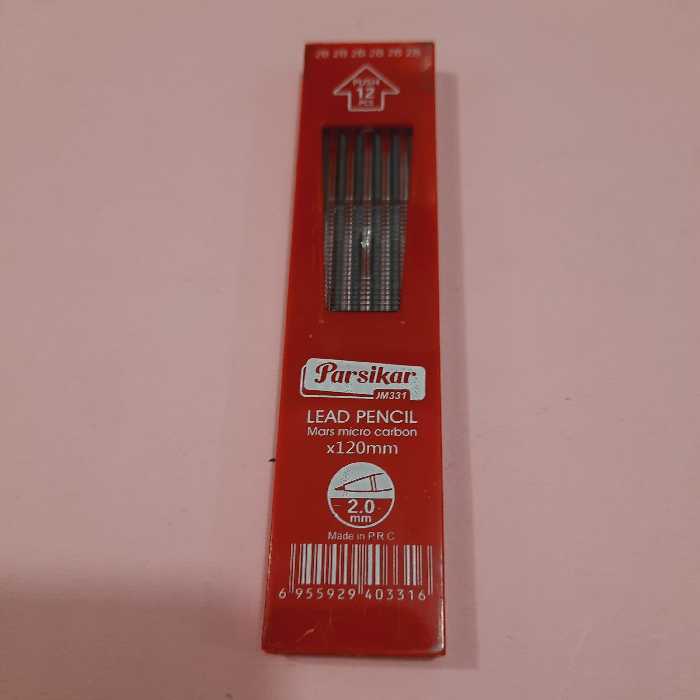 2B 2B 2B 2B 2B 2B
PUSH
12
PCS
Parsikar
JM331
LEAD PENCIL
Mars micro carbon
x120mm
2.0
mm
Made in P.R.C
6 955929 403316